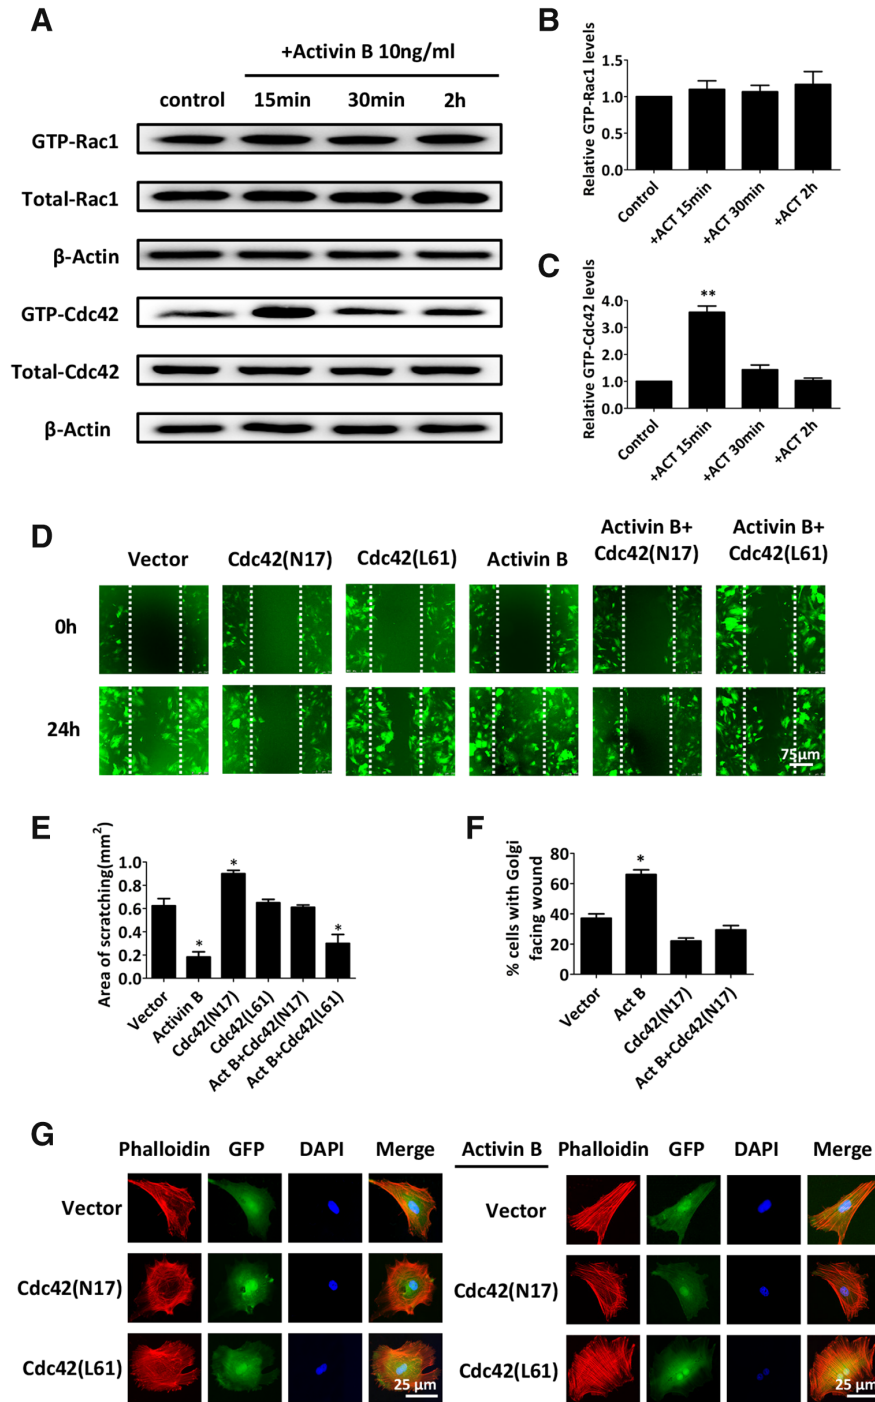 A
+Activin B 10ng/ml
control 15min 30min 2h
GTP-Rac1
Total-Rac1
β-Actin
GTP-Cdc42
Total-Cdc42
β-Actin
B
Relative GTP-Rac1 levels
1.5
1.0
0.5
0.0
Control
+ACT 15min
+ACT 30min
+ACT 2h
C
Relative GTP-Cdc42 levels
**
4.0
3.0
2.0
1.0
0.0
Control
+ACT 15min
+ACT 30min
+ACT 2h
D
Vector Cdc42(N17) Cdc42(L61) Activin B Activin B+ Cdc42(N17) Activin B+ Cdc42(L61)
0h
24h
75μm
E
Area of scratching(mm²)
1.0
0.8
0.6
0.4
0.2
0.0
*
*
*
Vector
Activin B
Cdc42(N17)
Cdc42(L61)
Act B+Cdc42(N17)
Act B+Cdc42(L61)
F
% cells with Golgi
facing wound
80
60
40
20
0
*
Vector
Act B
Cdc42(N17)
Act B+Cdc42(N17)
G
Phalloidin GFP DAPI Merge
Vector
Cdc42(N17)
Cdc42(L61)
25 μm
Activin B Phalloidin GFP DAPI Merge
Vector
Cdc42(N17)
Cdc42(L61)
25 μm